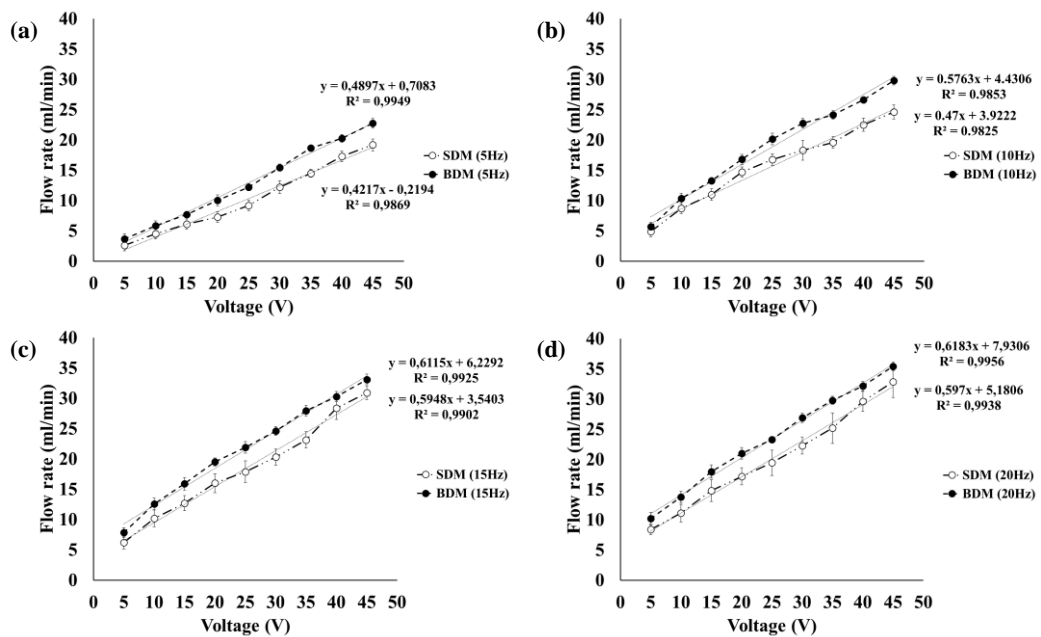 (a)
Flow rate (ml/min)
40
35
30
25
20
15
10
5
0
y = 0,4897x + 0,7083
R² = 0,9949
y = 0,4217x - 0,2194
R² = 0,9869
SDM (5Hz)
BDM (5Hz)
0 5 10 15 20 25 30 35 40 45 50
Voltage (V)
(b)
Flow rate (ml/min)
40
35
30
25
20
15
10
5
0
y = 0.5763x + 4.4306
R² = 0.9853
y = 0.47x + 3.9222
R² = 0.9825
SDM (10Hz)
BDM (10Hz)
0 5 10 15 20 25 30 35 40 45 50
Voltage (V)
(c)
Flow rate (ml/min)
40
35
30
25
20
15
10
5
0
y = 0,6115x + 6,2292
R² = 0,9925
y = 0,5948x + 3,5403
R² = 0,9902
SDM (15Hz)
BDM (15Hz)
0 5 10 15 20 25 30 35 40 45 50
Voltage (V)
(d)
Flow rate (ml/min)
40
35
30
25
20
15
10
5
0
y = 0,6183x + 7,9306
R² = 0,9956
y = 0,597x + 5,1806
R² = 0,9938
SDM (20Hz)
BDM (20Hz)
0 5 10 15 20 25 30 35 40 45 50
Voltage (V)